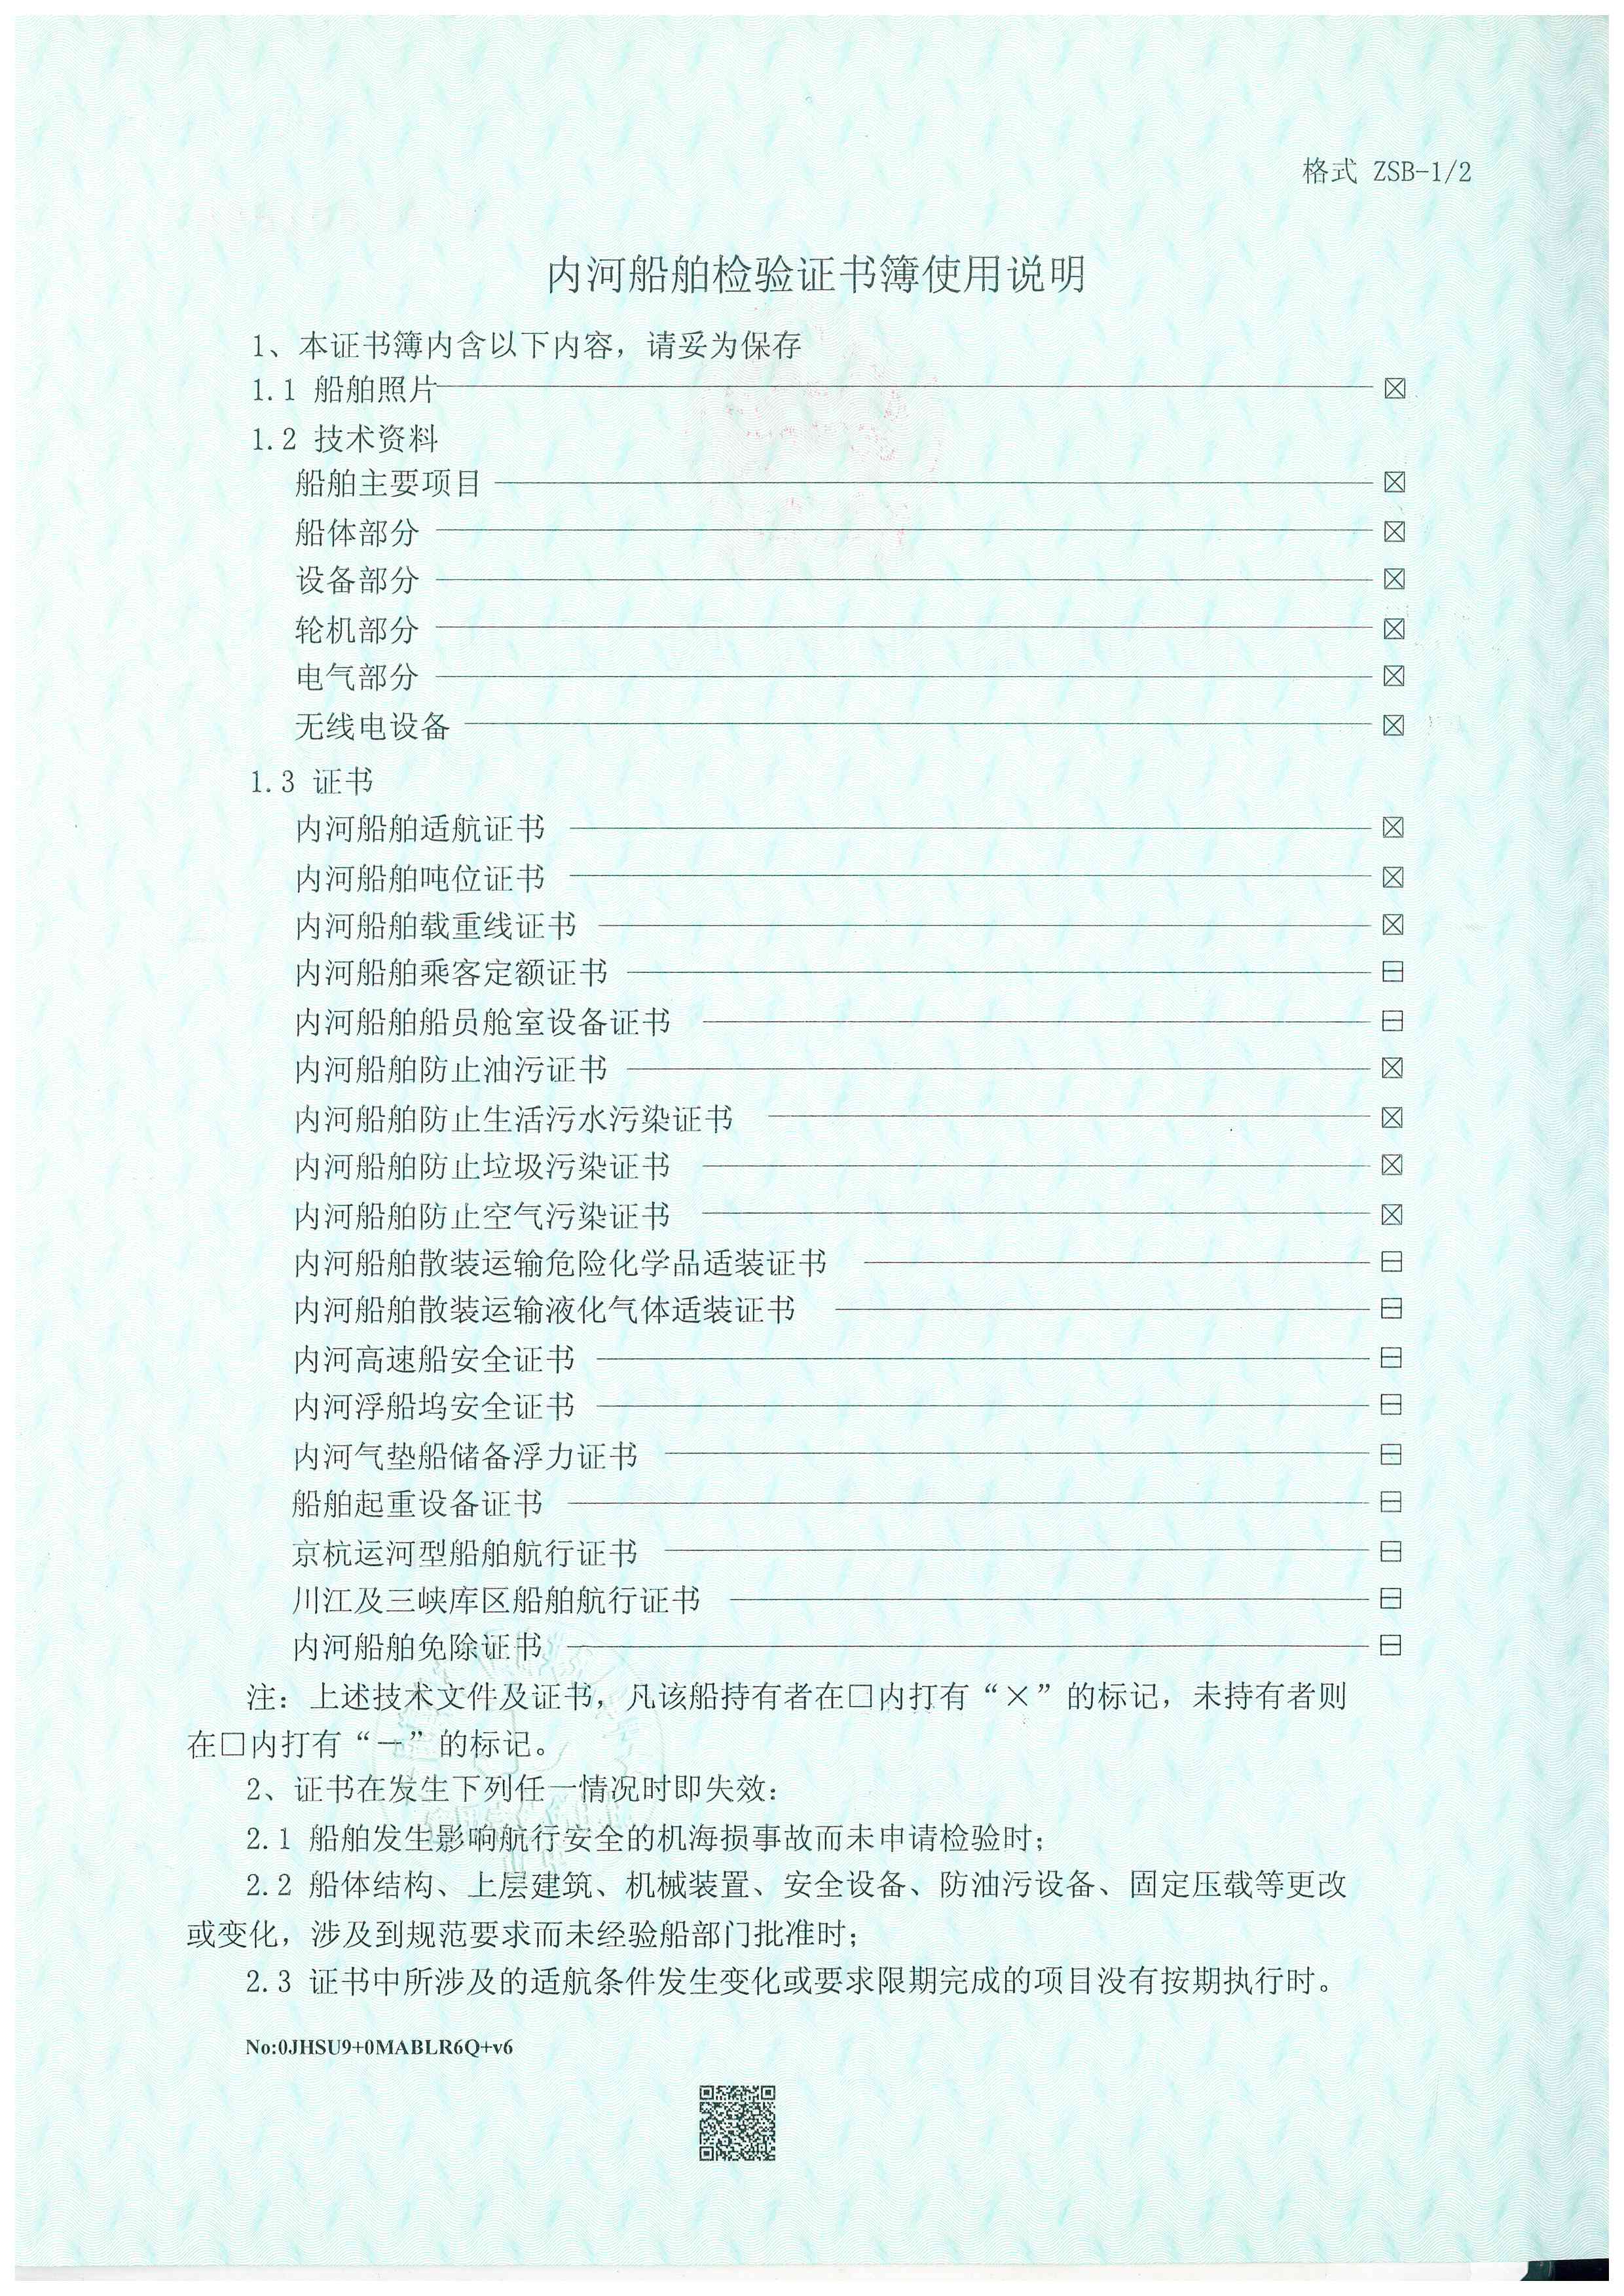 格式 ZSB-1/2
内河船舶检验证书簿使用说明
1、本证书簿内含以下内容，请妥为保存
1.1 船舶照片 ☒
1.2 技术资料
船舶主要项目 ☒
船体部分 ☒
设备部分 ☒
轮机部分 ☒
电气部分 ☒
无线电设备 ☒
1.3 证书
内河船舶适航证书 ☒
内河船舶吨位证书 ☒
内河船舶载重线证书 ☒
内河船舶乘客定额证书 ⊟
内河船舶船员舱室设备证书 ⊟
内河船舶防止油污证书 ☒
内河船舶防止生活污水污染证书 ☒
内河船舶防止垃圾污染证书 ☒
内河船舶防止空气污染证书 ☒
内河船舶散装运输危险化学品适装证书 ⊟
内河船舶散装运输液化气体适装证书 ⊟
内河高速船安全证书 ⊟
内河浮船坞安全证书 ⊟
内河气垫船储备浮力证书 ⊟
船舶起重设备证书 ⊟
京杭运河型船舶航行证书 ⊟
川江及三峡库区船舶航行证书 ⊟
内河船舶免除证书 ⊟
注：上述技术文件及证书，凡该船持有者在□内打有“×”的标记，未持有者则
在□内打有“—”的标记。
2、证书在发生下列任一情况时即失效：
2.1 船舶发生影响航行安全的机海损事故而未申请检验时；
2.2 船体结构、上层建筑、机械装置、安全设备、防油污设备、固定压载等更改
或变化，涉及到规范要求而未经验船部门批准时；
2.3 证书中所涉及的适航条件发生变化或要求限期完成的项目没有按期执行时。
No:0JHSU9+0MABLR6Q+v6